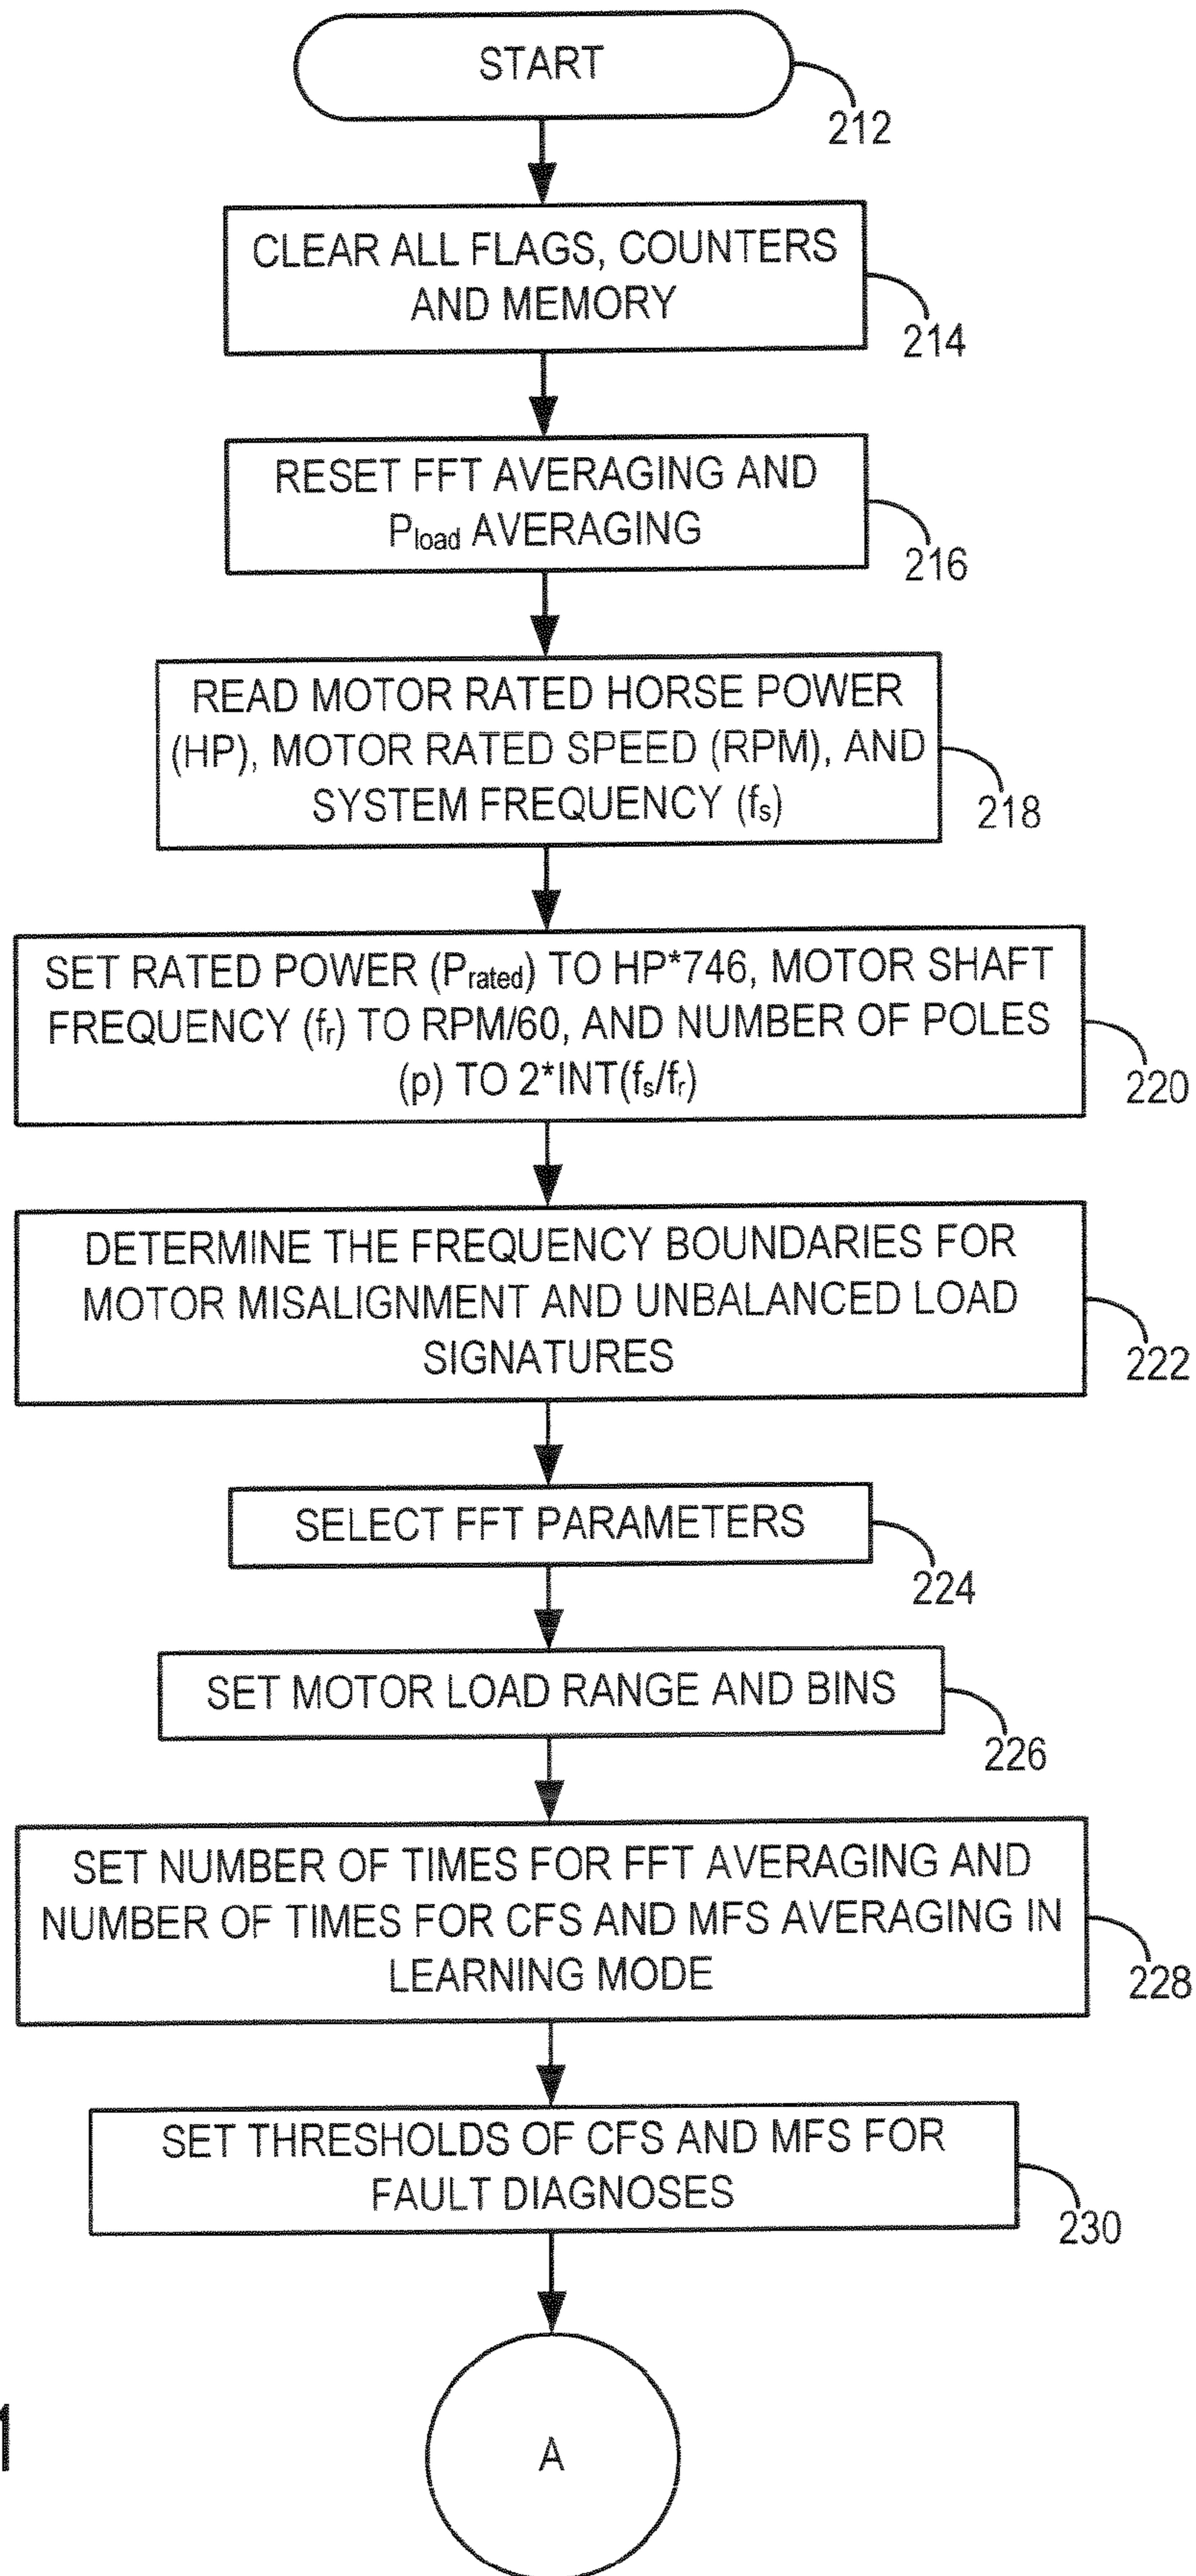 START
212
CLEAR ALL FLAGS, COUNTERS
AND MEMORY
214
RESET FFT AVERAGING AND
Pload AVERAGING
216
READ MOTOR RATED HORSE POWER
(HP), MOTOR RATED SPEED (RPM), AND
SYSTEM FREQUENCY (fs)
218
SET RATED POWER (Prated) TO HP*746, MOTOR SHAFT
FREQUENCY (fr) TO RPM/60, AND NUMBER OF POLES
(p) TO 2*INT(fs/fr)
220
DETERMINE THE FREQUENCY BOUNDARIES FOR
MOTOR MISALIGNMENT AND UNBALANCED LOAD
SIGNATURES
222
SELECT FFT PARAMETERS
224
SET MOTOR LOAD RANGE AND BINS
226
SET NUMBER OF TIMES FOR FFT AVERAGING AND
NUMBER OF TIMES FOR CFS AND MFS AVERAGING IN
LEARNING MODE
228
SET THRESHOLDS OF CFS AND MFS FOR
FAULT DIAGNOSES
230
A